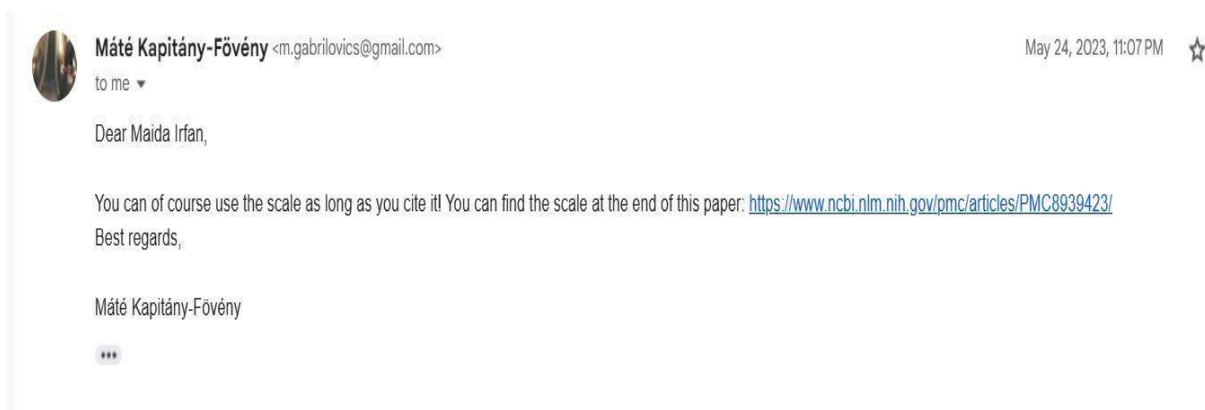 Máté Kapitány-Fövény <m.gabrilovics@gmail.com> May 24, 2023, 11:07 PM
to me
Dear Maida Irfan,
You can of course use the scale as long as you cite it! You can find the scale at the end of this paper: https://www.ncbi.nlm.nih.gov/pmc/articles/PMC8939423/
Best regards,
Máté Kapitány-Fövény